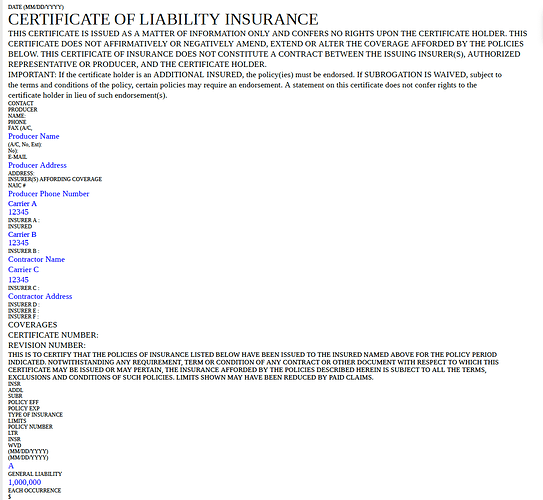 DATE (MM/DD/YYYY)
CERTIFICATE OF LIABILITY INSURANCE
THIS CERTIFICATE IS ISSUED AS A MATTER OF INFORMATION ONLY AND CONFERS NO RIGHTS UPON THE CERTIFICATE HOLDER. THIS
CERTIFICATE DOES NOT AFFIRMATIVELY OR NEGATIVELY AMEND, EXTEND OR ALTER THE COVERAGE AFFORDED BY THE POLICIES
BELOW. THIS CERTIFICATE OF INSURANCE DOES NOT CONSTITUTE A CONTRACT BETWEEN THE ISSUING INSURER(S), AUTHORIZED
REPRESENTATIVE OR PRODUCER, AND THE CERTIFICATE HOLDER.
IMPORTANT: If the certificate holder is an ADDITIONAL INSURED, the policy(ies) must be endorsed. If SUBROGATION IS WAIVED, subject to
the terms and conditions of the policy, certain policies may require an endorsement. A statement on this certificate does not confer rights to the
certificate holder in lieu of such endorsement(s).
CONTACT
PRODUCER
NAME:
PHONE
FAX (A/C,
Producer Name
(A/C, No, Ext):
No):
E-MAIL
Producer Address
ADDRESS:
INSURER(S) AFFORDING COVERAGE
NAIC #
Producer Phone Number
Carrier A
12345
INSURER A :
INSURED
Carrier B
12345
INSURER B :
Contractor Name
Carrier C
12345
INSURER C :
Contractor Address
INSURER D :
INSURER E :
INSURER F :
COVERAGES
CERTIFICATE NUMBER:
REVISION NUMBER:
THIS IS TO CERTIFY THAT THE POLICIES OF INSURANCE LISTED BELOW HAVE BEEN ISSUED TO THE INSURED NAMED ABOVE FOR THE POLICY PERIOD
INDICATED. NOTWITHSTANDING ANY REQUIREMENT, TERM OR CONDITION OF ANY CONTRACT OR OTHER DOCUMENT WITH RESPECT TO WHICH THIS
CERTIFICATE MAY BE ISSUED OR MAY PERTAIN, THE INSURANCE AFFORDED BY THE POLICIES DESCRIBED HEREIN IS SUBJECT TO ALL THE TERMS,
EXCLUSIONS AND CONDITIONS OF SUCH POLICIES. LIMITS SHOWN MAY HAVE BEEN REDUCED BY PAID CLAIMS.
INSR
ADDL
SUBR
POLICY EFF
POLICY EXP
TYPE OF INSURANCE
LIMITS
POLICY NUMBER
LTR
INSR
WVD
(MM/DD/YYYY)
(MM/DD/YYYY)
A
GENERAL LIABILITY
1,000,000
EACH OCCURRENCE
$